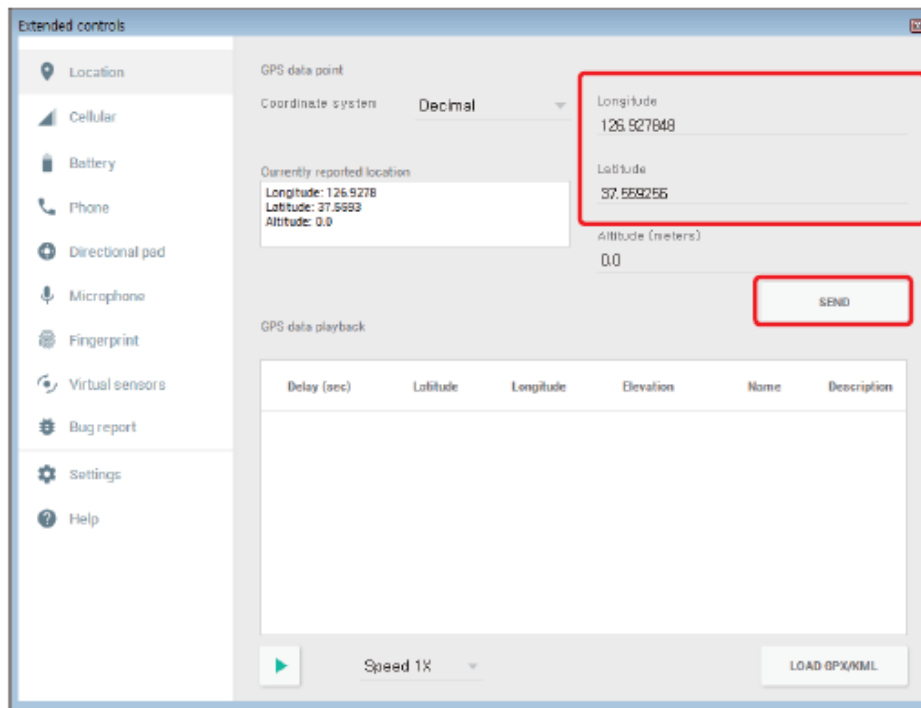 Extended controls
Location
Cellular
Battery
Phone
Directional pad
Microphone
Fingerprint
Virtual sensors
Bug report
Settings
Help
GPS data point
Coordinate system
Decimal
Longitude
126.927848
Currently reported location
Longitude: 126.9278
Latitude: 37.5593
Altitude: 0.0
Latitude
37.559256
Altitude (meters)
0.0
SEND
GPS data playback
Delay (sec) Latitude Longitude Elevation Name Description
Speed 1X
LOAD GPX/KML